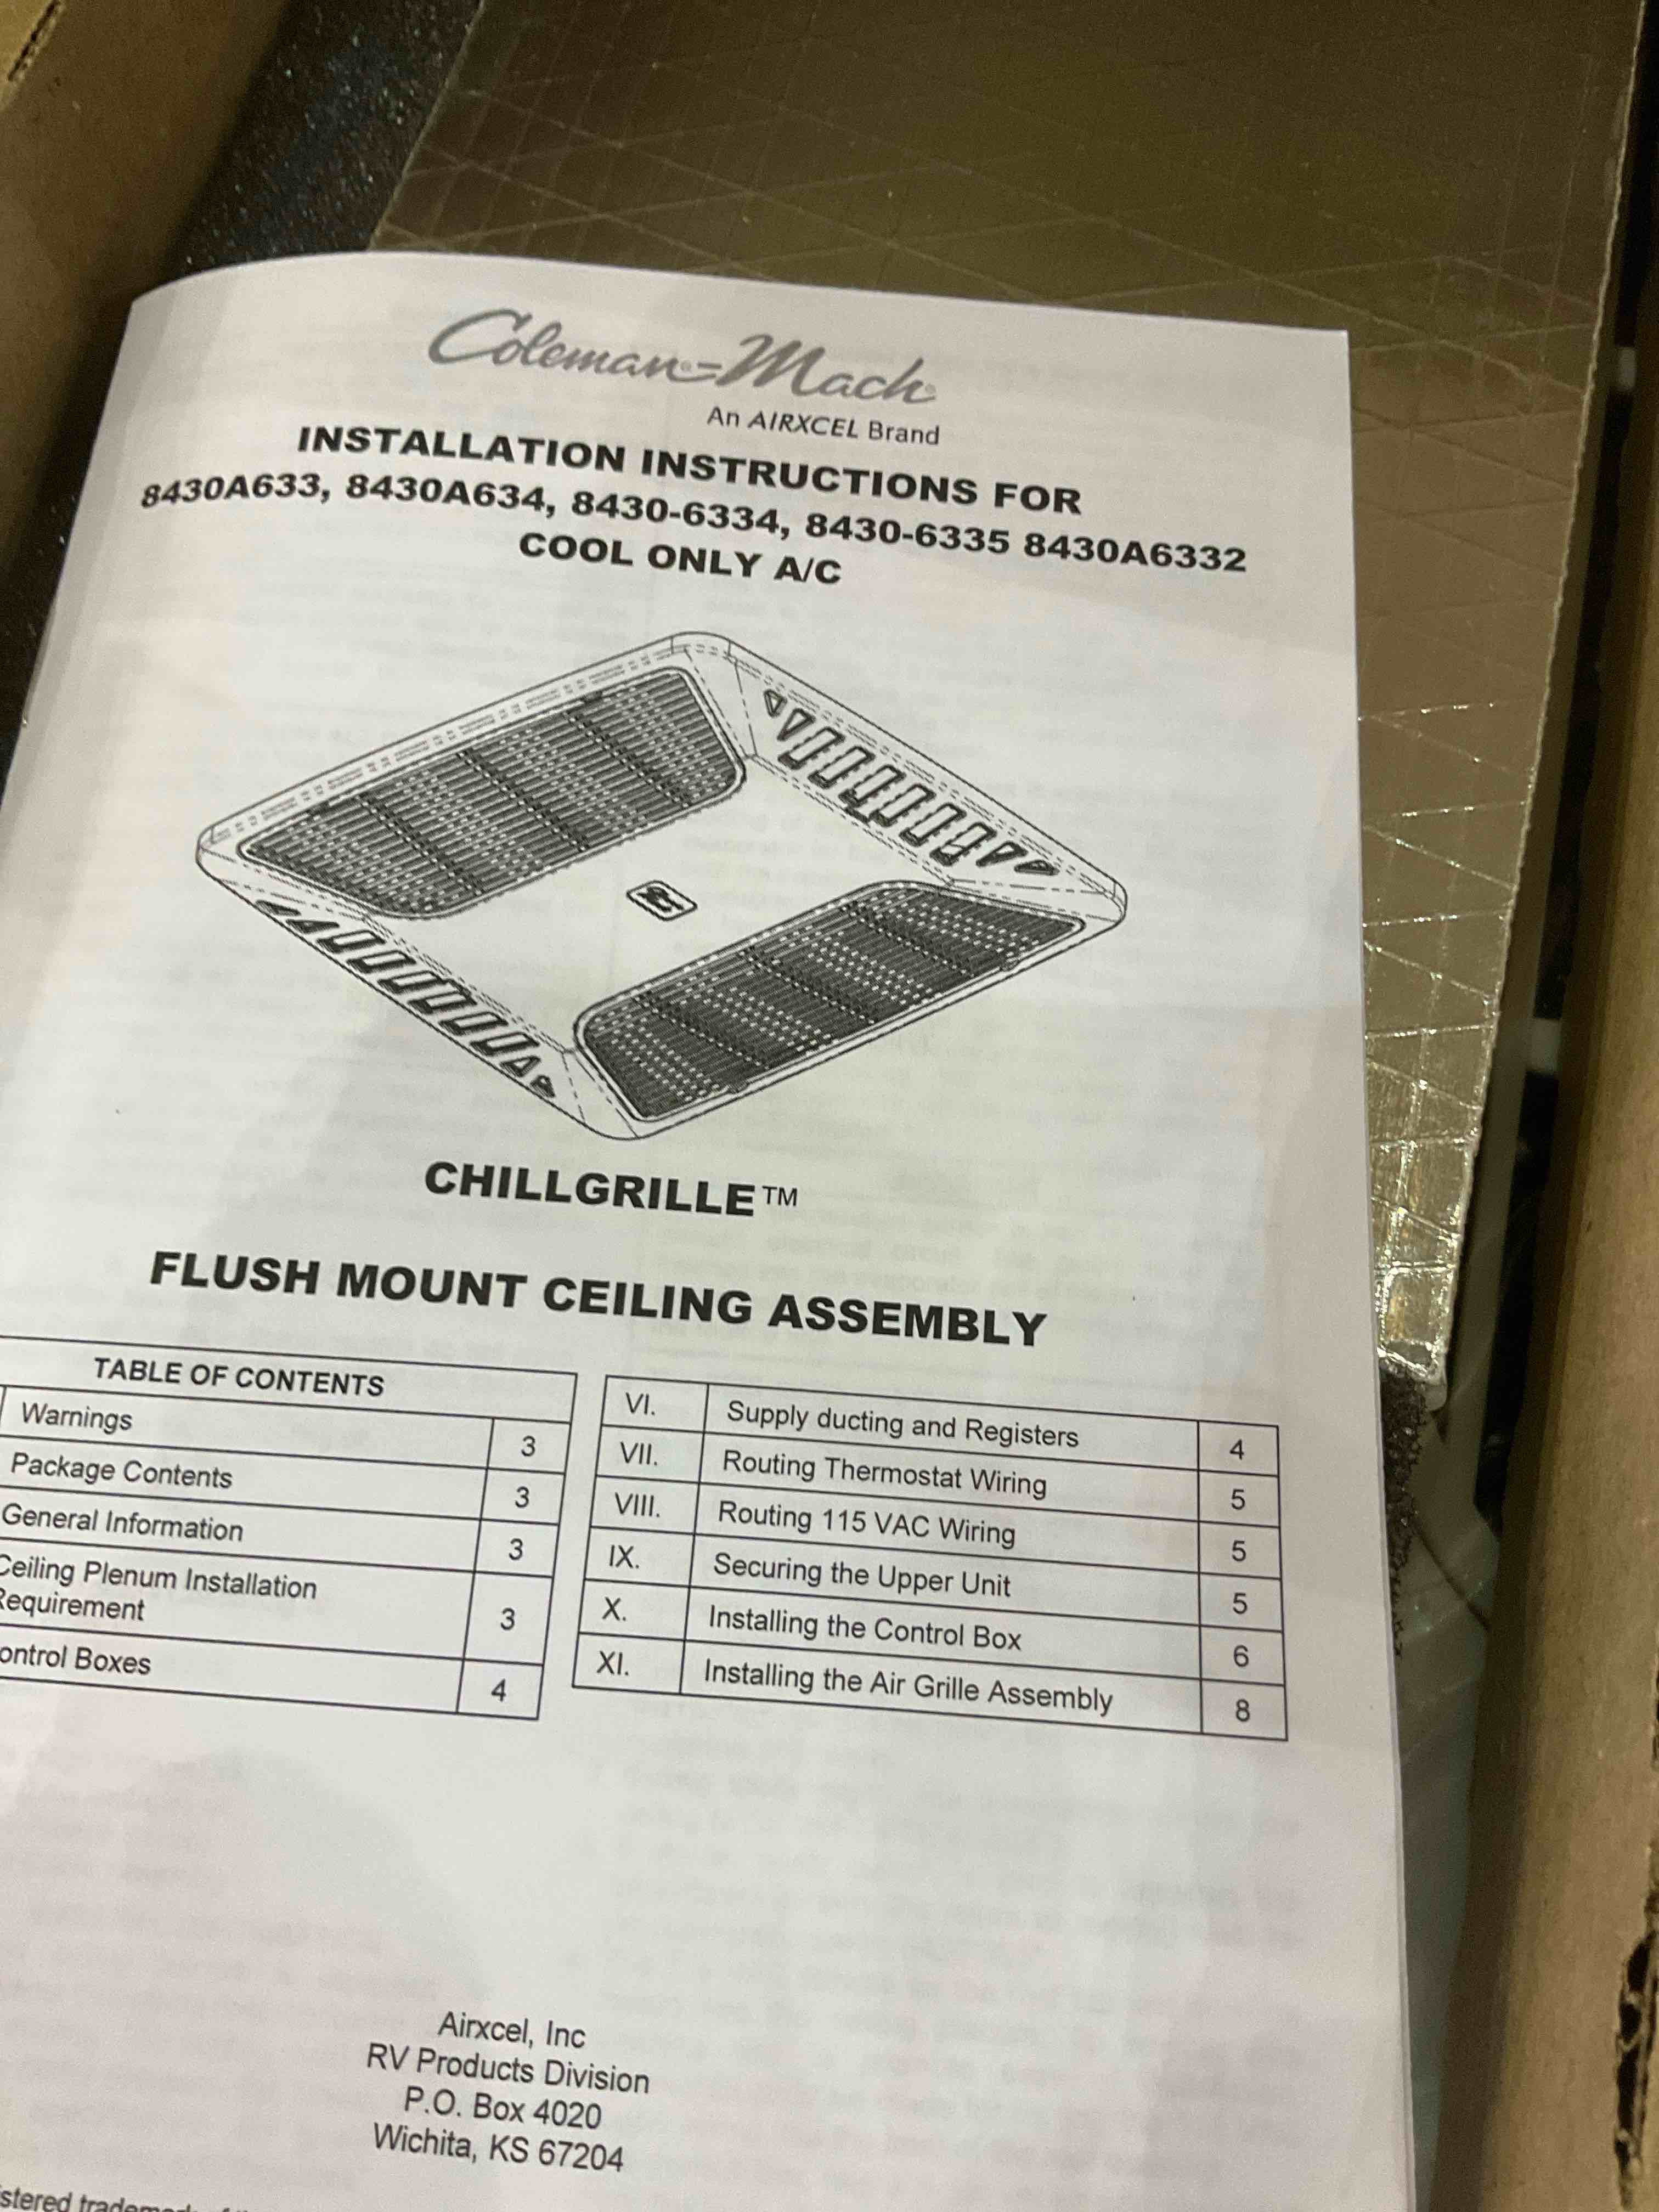 Coleman®-Mach®
An AIRXCEL Brand
INSTALLATION INSTRUCTIONS FOR
8430A633, 8430A634, 8430-6334, 8430-6335 8430A6332
COOL ONLY A/C
CHILLGRILLE™
FLUSH MOUNT CEILING ASSEMBLY
TABLE OF CONTENTS
Warnings 3
Package Contents 3
General Information 3
Ceiling Plenum Installation
Requirement 3
ontrol Boxes 4
VI. Supply ducting and Registers 4
VII. Routing Thermostat Wiring 5
VIII. Routing 115 VAC Wiring 5
IX. Securing the Upper Unit 5
X. Installing the Control Box 6
XI. Installing the Air Grille Assembly 8
Airxcel, Inc
RV Products Division
P.O. Box 4020
Wichita, KS 67204